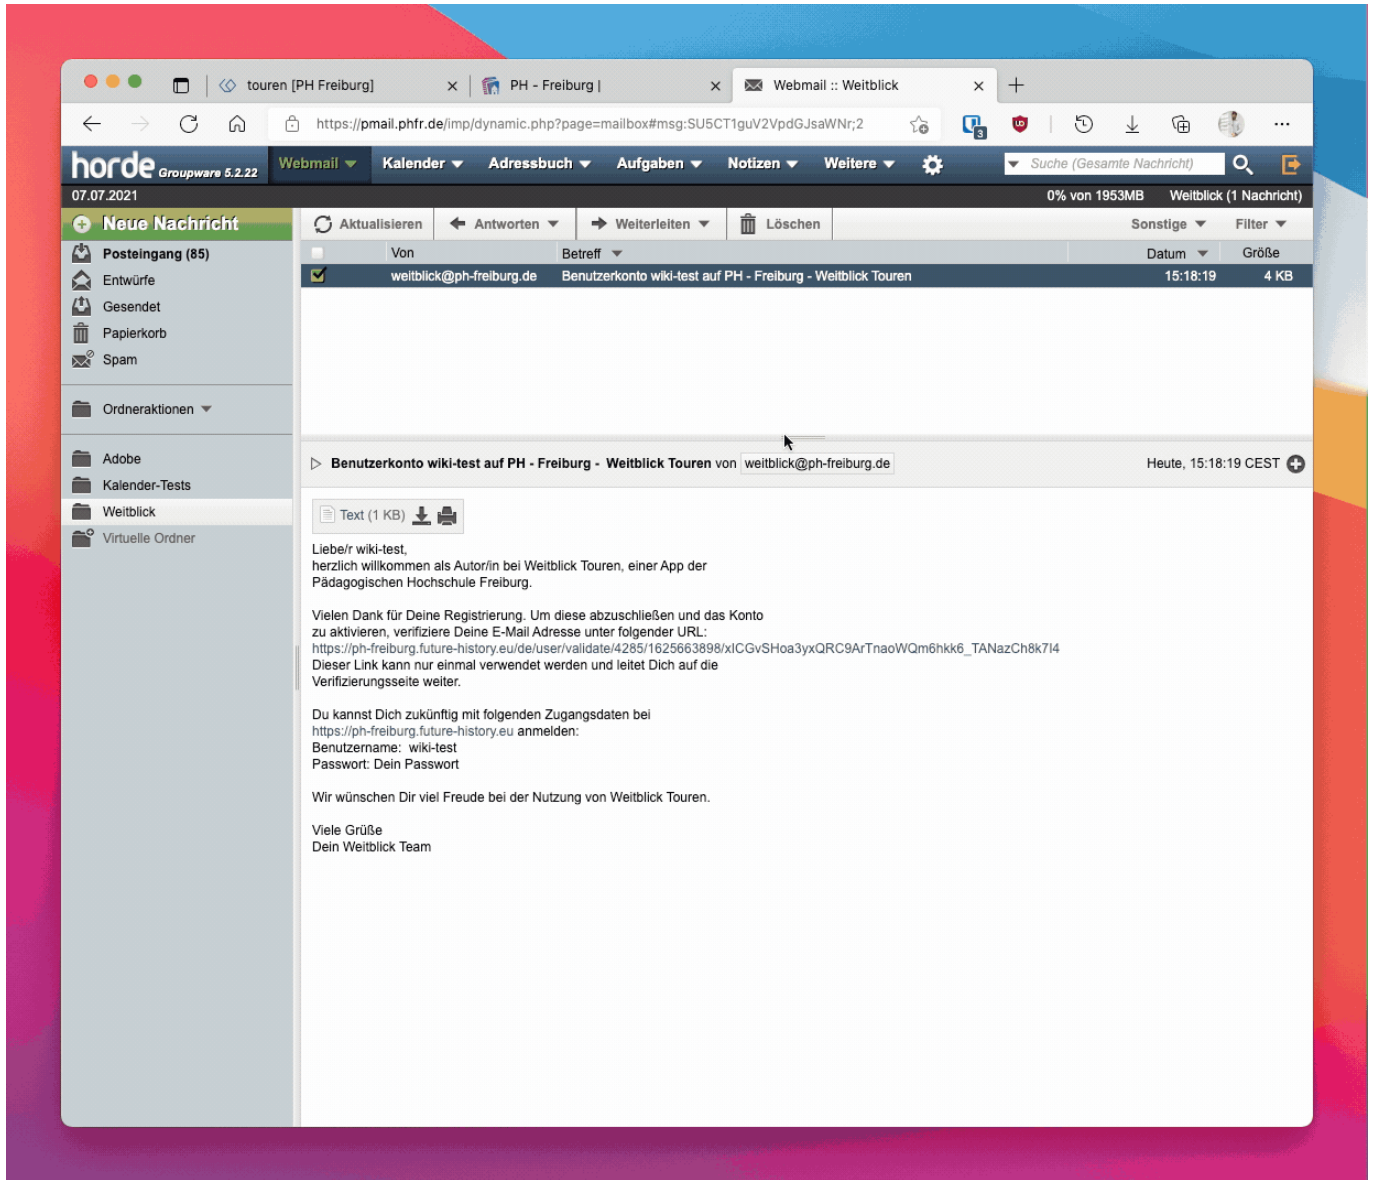 touren [PH Freiburg]
PH - Freiburg |
Webmail :: Weitblick
https://pmail.phfr.de/imp/dynamic.php?page=mailbox#msg:SU5CT1guV2VpdGJsaWNr;2
3
horde Groupware 5.2.22
Webmail
Kalender
Adressbuch
Aufgaben
Notizen
Weitere
Suche (Gesamte Nachricht)
07.07.2021
0% von 1953MB
Weitblick (1 Nachricht)
Neue Nachricht
Aktualisieren
Antworten
Weiterleiten
Löschen
Sonstige
Filter
Posteingang (85)
Entwürfe
Gesendet
Papierkorb
Spam
Ordneraktionen
Adobe
Kalender-Tests
Weitblick
Virtuelle Ordner
Von
Betreff
Datum
Größe
weitblick@ph-freiburg.de
Benutzerkonto wiki-test auf PH - Freiburg - Weitblick Touren
15:18:19
4 KB
Benutzerkonto wiki-test auf PH - Freiburg - Weitblick Touren von weitblick@ph-freiburg.de
Heute, 15:18:19 CEST
Text (1 KB)
Liebe/r wiki-test,
herzlich willkommen als Autor/in bei Weitblick Touren, einer App der
Pädagogischen Hochschule Freiburg.
Vielen Dank für Deine Registrierung. Um diese abzuschließen und das Konto
zu aktivieren, verifiziere Deine E-Mail Adresse unter folgender URL:
https://ph-freiburg.future-history.eu/de/user/validate/4285/1625663898/xICGvSHoa3yxQRC9ArTnaoWQm6hkk6_TANazCh8k7I4
Dieser Link kann nur einmal verwendet werden und leitet Dich auf die
Verifizierungsseite weiter.
Du kannst Dich zukünftig mit folgenden Zugangsdaten bei
https://ph-freiburg.future-history.eu anmelden:
Benutzername: wiki-test
Passwort: Dein Passwort
Wir wünschen Dir viel Freude bei der Nutzung von Weitblick Touren.
Viele Grüße
Dein Weitblick Team